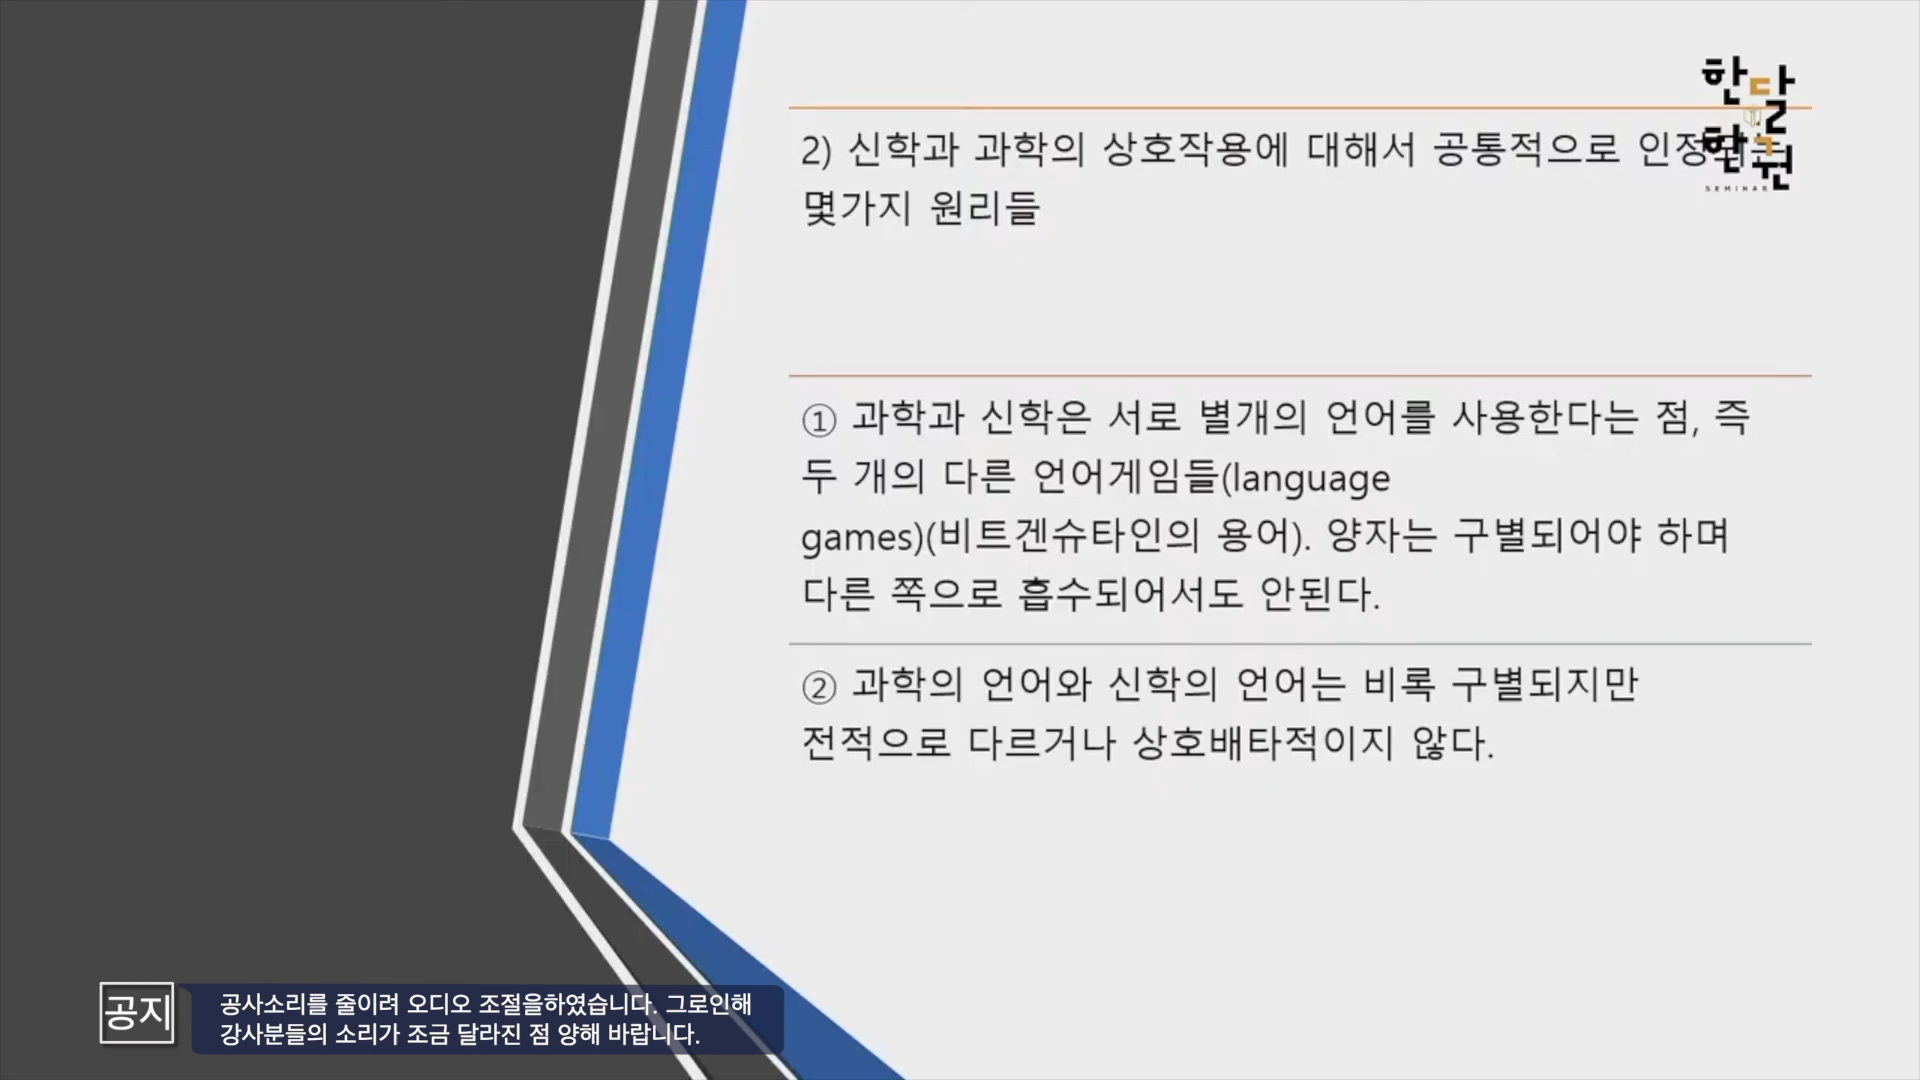 한달
한권
SEMINAR
2) 신학과 과학의 상호작용에 대해서 공통적으로 인정되는
몇가지 원리들
① 과학과 신학은 서로 별개의 언어를 사용한다는 점, 즉
두 개의 다른 언어게임들(language
games)(비트겐슈타인의 용어). 양자는 구별되어야 하며
다른 쪽으로 흡수되어서도 안된다.
② 과학의 언어와 신학의 언어는 비록 구별되지만
전적으로 다르거나 상호배타적이지 않다.
공지
공사소리를 줄이려 오디오 조절을하였습니다. 그로인해
강사분들의 소리가 조금 달라진 점 양해 바랍니다.